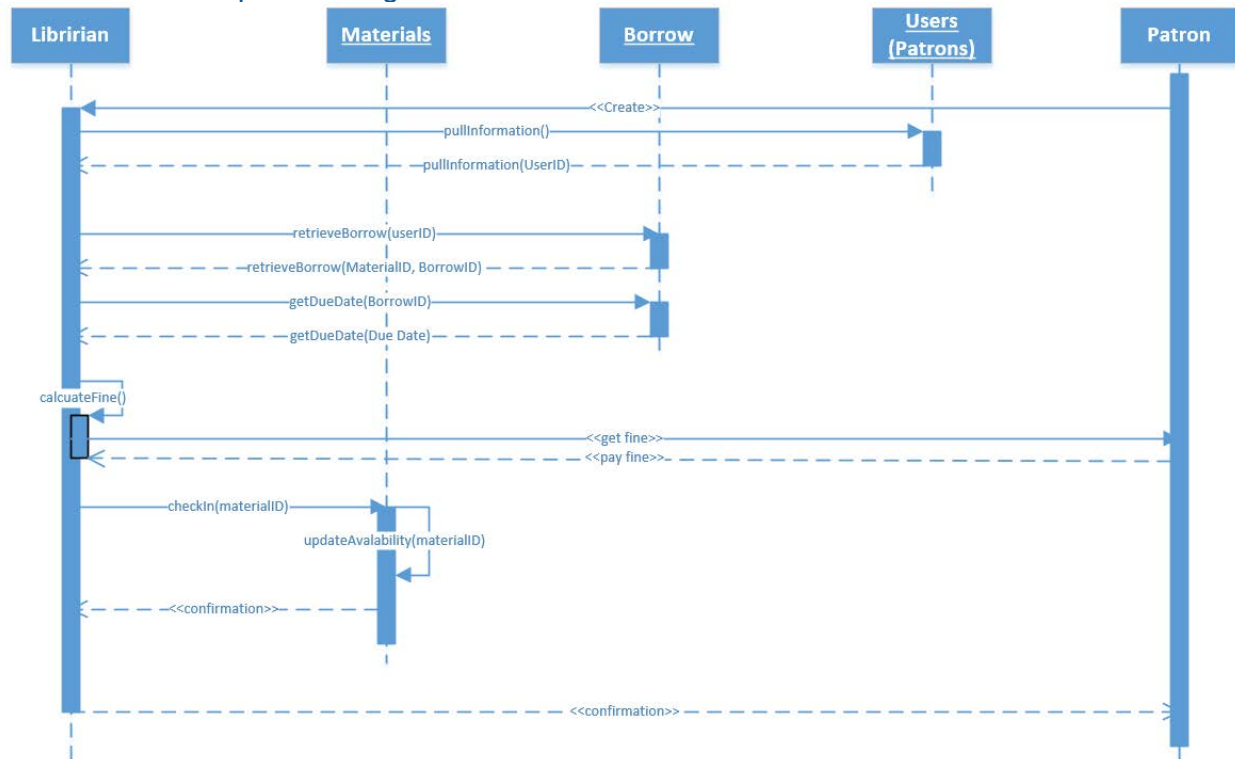 Libririan
Materials
Borrow
Users
(Patrons)
Patron
<<Create>>
pullInformation()
pullInformation(UserID)
retrieveBorrow(userID)
retrieveBorrow(MaterialID, BorrowID)
getDueDate(BorrowID)
getDueDate(Due Date)
calcuateFine()
<<get fine>>
<<pay fine>>
checkIn(materialID)
updateAvalability(materialID)
<<confirmation>>
<<confirmation>>